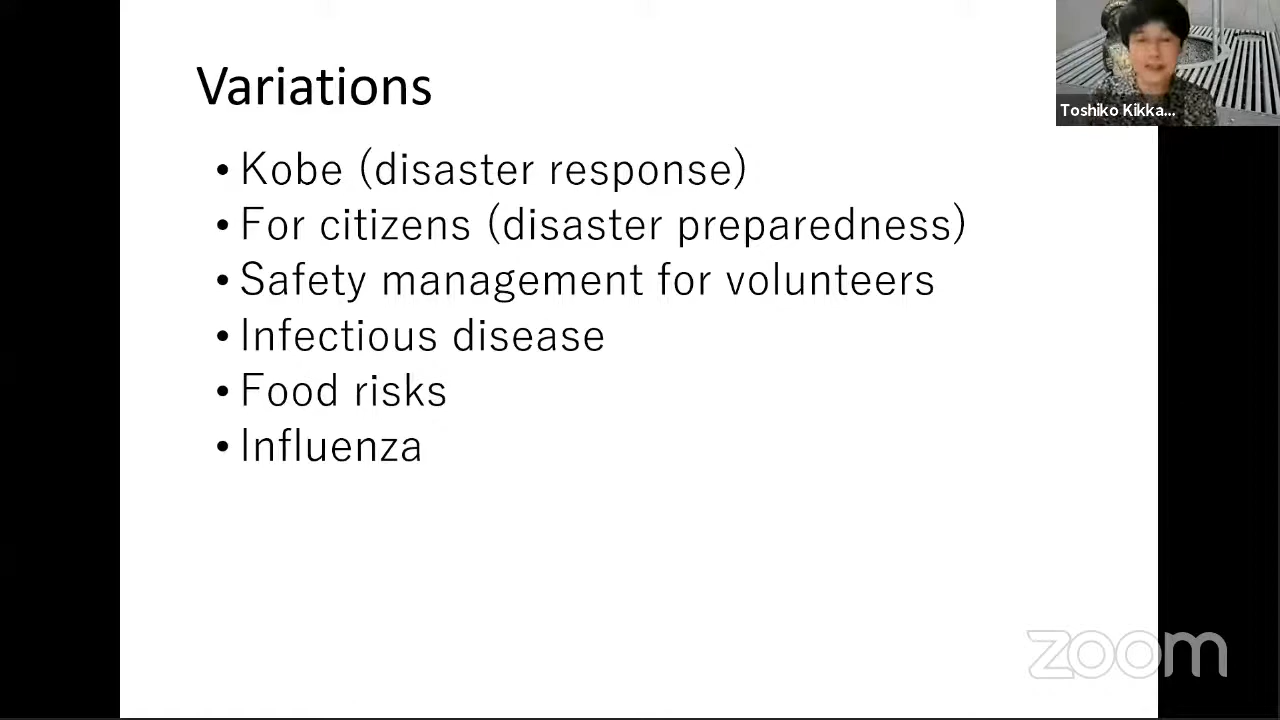 Variations
• Kobe (disaster response)
• For citizens (disaster preparedness)
• Safety management for volunteers
• Infectious disease
• Food risks
• Influenza
Toshiko Kikka...
zoom